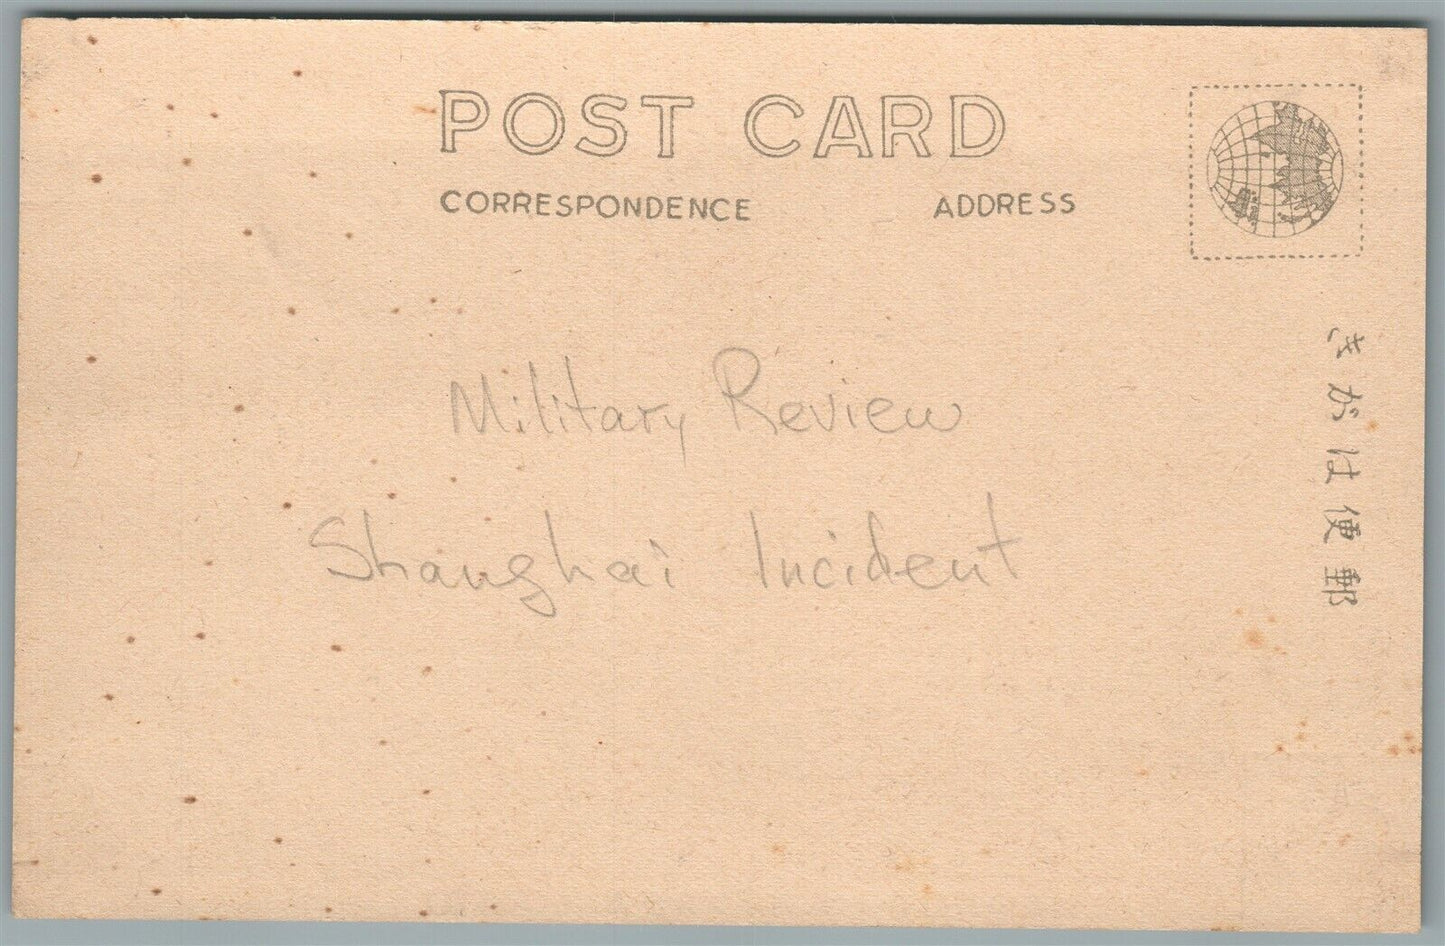 POST CARD
CORRESPONDENCE ADDRESS
きがは便郵
Military Review
Shanghai Incident